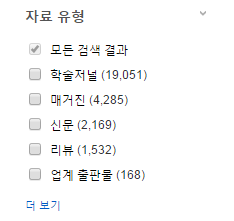 자료 유형
모든 검색 결과
학술저널 (19,051)
매거진 (4,285)
신문 (2,169)
리뷰 (1,532)
업계 출판물 (168)
더 보기